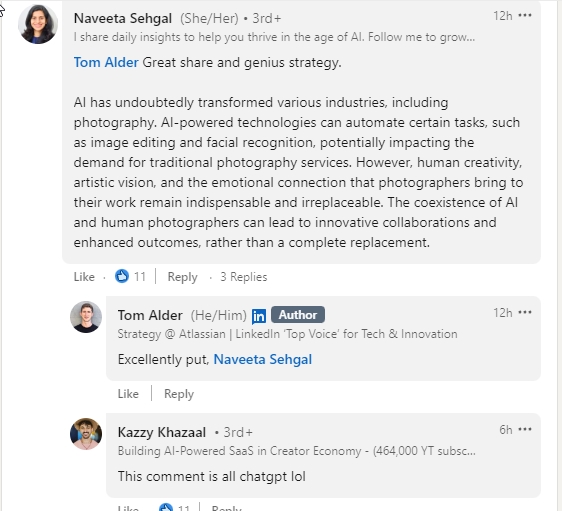 Naveeta Sehgal (She/Her) • 3rd+ 12h •••
I share daily insights to help you thrive in the age of AI. Follow me to grow...
Tom Alder Great share and genius strategy.
AI has undoubtedly transformed various industries, including
photography. AI-powered technologies can automate certain tasks, such
as image editing and facial recognition, potentially impacting the
demand for traditional photography services. However, human creativity,
artistic vision, and the emotional connection that photographers bring to
their work remain indispensable and irreplaceable. The coexistence of AI
and human photographers can lead to innovative collaborations and
enhanced outcomes, rather than a complete replacement.
Like · 11 | Reply · 3 Replies
Tom Alder (He/Him) in Author 12h •••
Strategy @ Atlassian | LinkedIn ‘Top Voice’ for Tech & Innovation
Excellently put, Naveeta Sehgal
Like | Reply
Kazzy Khazaal • 3rd+ 6h •••
Building AI-Powered SaaS in Creator Economy - (464,000 YT subsc...
This comment is all chatgpt lol
Like · 11 | Reply